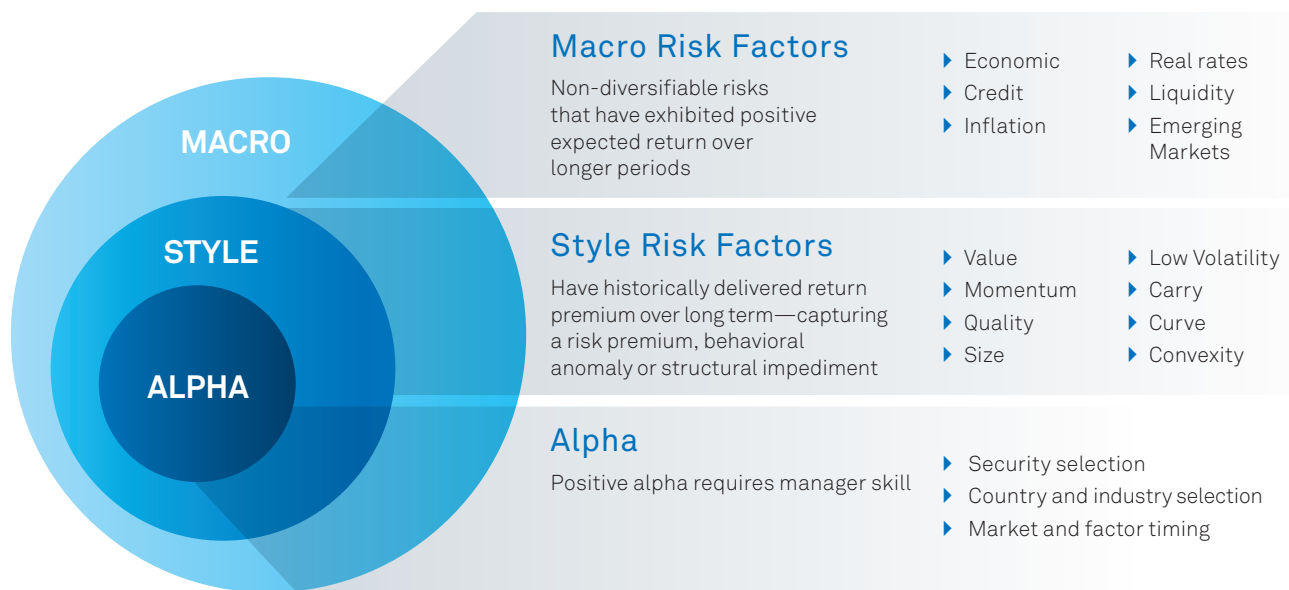 MACRO
STYLE
ALPHA
Macro Risk Factors
Non-diversifiable risks
that have exhibited positive
expected return over
longer periods
Economic
Credit
Inflation
Real rates
Liquidity
Emerging
Markets
Style Risk Factors
Have historically delivered return
premium over long term—capturing
a risk premium, behavioral
anomaly or structural impediment
Value
Momentum
Quality
Size
Low Volatility
Carry
Curve
Convexity
Alpha
Positive alpha requires manager skill
Security selection
Country and industry selection
Market and factor timing